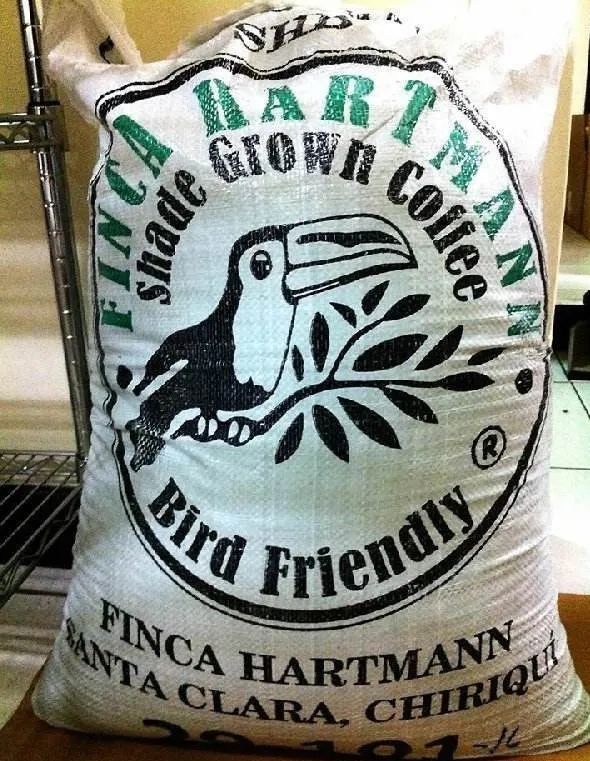 FINCA HARTMANN
Shade Grown Coffee
Bird Friendly
®
FINCA HARTMANN
SANTA CLARA, CHIRIQUÍ